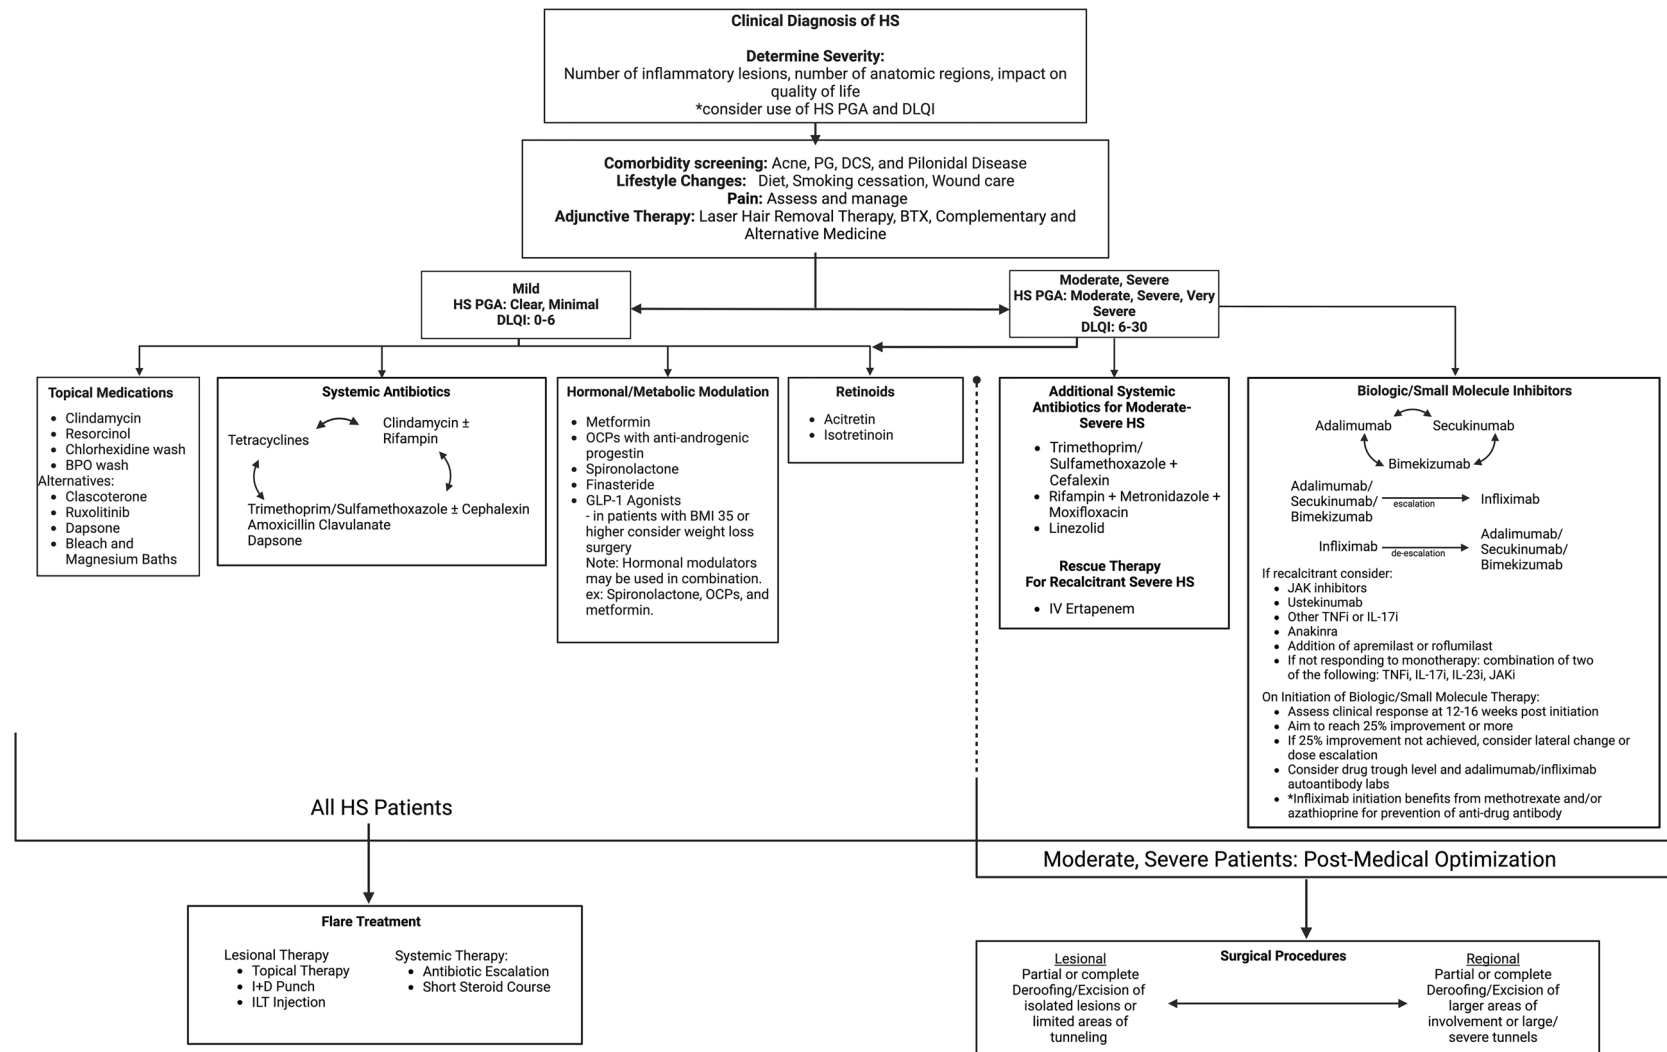 Clinical Diagnosis of HS
Determine Severity:
Number of inflammatory lesions, number of anatomic regions, impact on
quality of life
*consider use of HS PGA and DLQI
Comorbidity screening: Acne, PG, DCS, and Pilonidal Disease
Lifestyle Changes: Diet, Smoking cessation, Wound care
Pain: Assess and manage
Adjunctive Therapy: Laser Hair Removal Therapy, BTX, Complementary and
Alternative Medicine
Mild
HS PGA: Clear, Minimal
DLQI: 0-6
Moderate, Severe
HS PGA: Moderate, Severe, Very
Severe
DLQI: 6-30
Topical Medications
• Clindamycin
• Resorcinol
• Chlorhexidine wash
• BPO wash
Alternatives:
• Clascoterone
• Ruxolitinib
• Dapsone
• Bleach and
Magnesium Baths
Systemic Antibiotics
Tetracyclines
Clindamycin ±
Rifampin
Trimethoprim/Sulfamethoxazole ± Cephalexin
Amoxicillin Clavulanate
Dapsone
Hormonal/Metabolic Modulation
• Metformin
• OCPs with anti-androgenic
progestin
• Spironolactone
• Finasteride
• GLP-1 Agonists
- in patients with BMI 35 or
higher consider weight loss
surgery
Note: Hormonal modulators
may be used in combination.
ex: Spironolactone, OCPs, and
metformin.
Retinoids
• Acitretin
• Isotretinoin
Additional Systemic
Antibiotics for Moderate-
Severe HS
• Trimethoprim/
Sulfamethoxazole +
Cefalexin
• Rifampin + Metronidazole +
Moxifloxacin
• Linezolid
Rescue Therapy
For Recalcitrant Severe HS
• IV Ertapenem
Biologic/Small Molecule Inhibitors
Adalimumab
Secukinumab
Bimekizumab
Adalimumab/
Secukinumab/
Bimekizumab
escalation
Infliximab
Infliximab
de-escalation
Adalimumab/
Secukinumab/
Bimekizumab
If recalcitrant consider:
• JAK inhibitors
• Ustekinumab
• Other TNFi or IL-17i
• Anakinra
• Addition of apremilast or roflumilast
• If not responding to monotherapy: combination of two
of the following: TNFi, IL-17i, IL-23i, JAKi
On Initiation of Biologic/Small Molecule Therapy:
• Assess clinical response at 12-16 weeks post initiation
• Aim to reach 25% improvement or more
• If 25% improvement not achieved, consider lateral change or
dose escalation
• Consider drug trough level and adalimumab/infliximab
autoantibody labs
• *Infliximab initiation benefits from methotrexate and/or
azathioprine for prevention of anti-drug antibody
All HS Patients
Moderate, Severe Patients: Post-Medical Optimization
Flare Treatment
Lesional Therapy
• Topical Therapy
• I+D Punch
• ILT Injection
Systemic Therapy:
• Antibiotic Escalation
• Short Steroid Course
Surgical Procedures
Lesional
Partial or complete
Deroofing/Excision of
isolated lesions or
limited areas of
tunneling
Regional
Partial or complete
Deroofing/Excision of
larger areas of
involvement or large/
severe tunnels